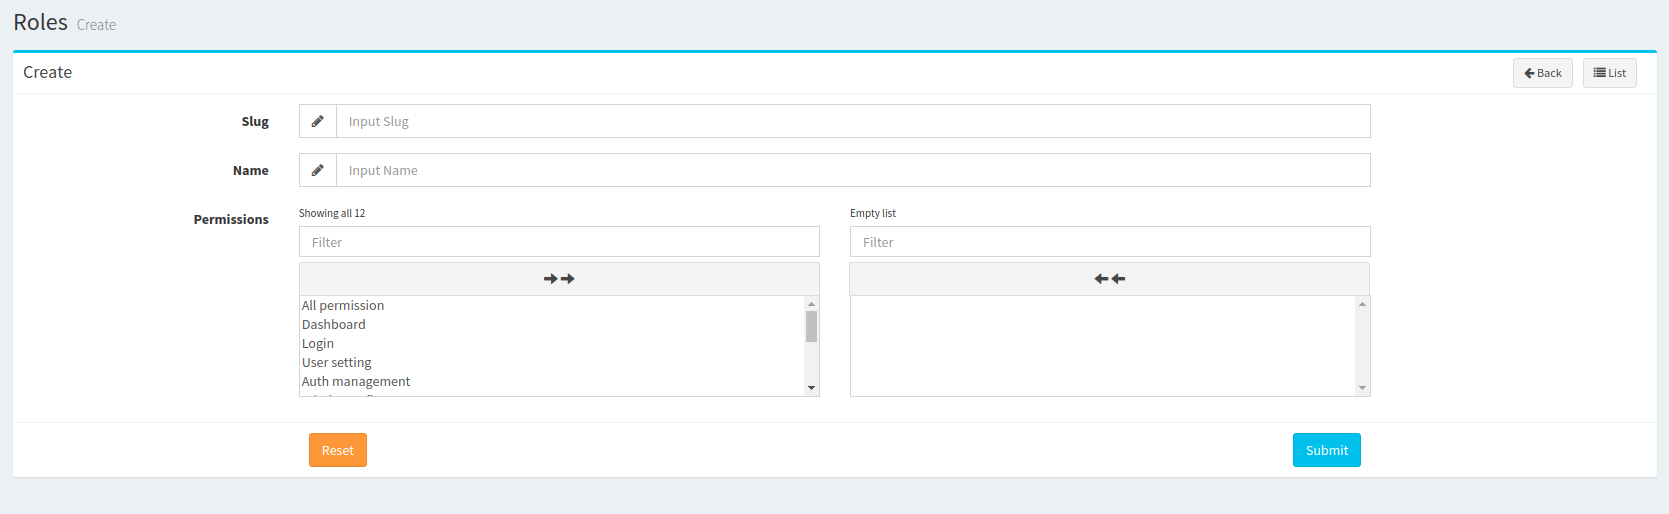 Roles Create
Create
Back
List
Slug
Input Slug
Name
Input Name
Permissions
Showing all 12
Filter
All permission
Dashboard
Login
User setting
Auth management
Empty list
Filter
Reset
Submit